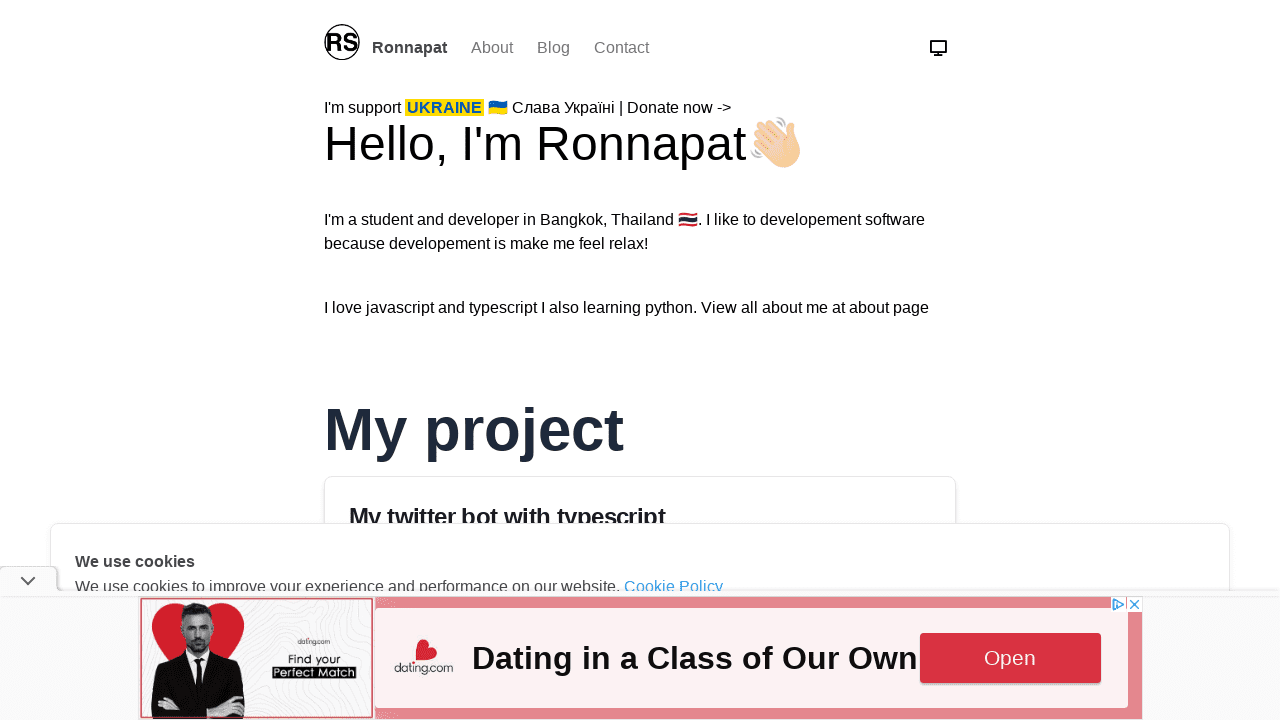 RS Ronnapat About Blog Contact
I'm support UKRAINE 🇺🇦 Слава Україні | Donate now ->
Hello, I'm Ronnapat👋🏻
I'm a student and developer in Bangkok, Thailand 🇹🇭. I like to developement software
because developement is make me feel relax!
I love javascript and typescript I also learning python. View all about me at about page
My project
My twitter bot with typescript
We use cookies
We use cookies to improve your experience and performance on our website. Cookie Policy
dating.com
Find your
Perfect Match
dating.com
Dating in a Class of Our Own
Open